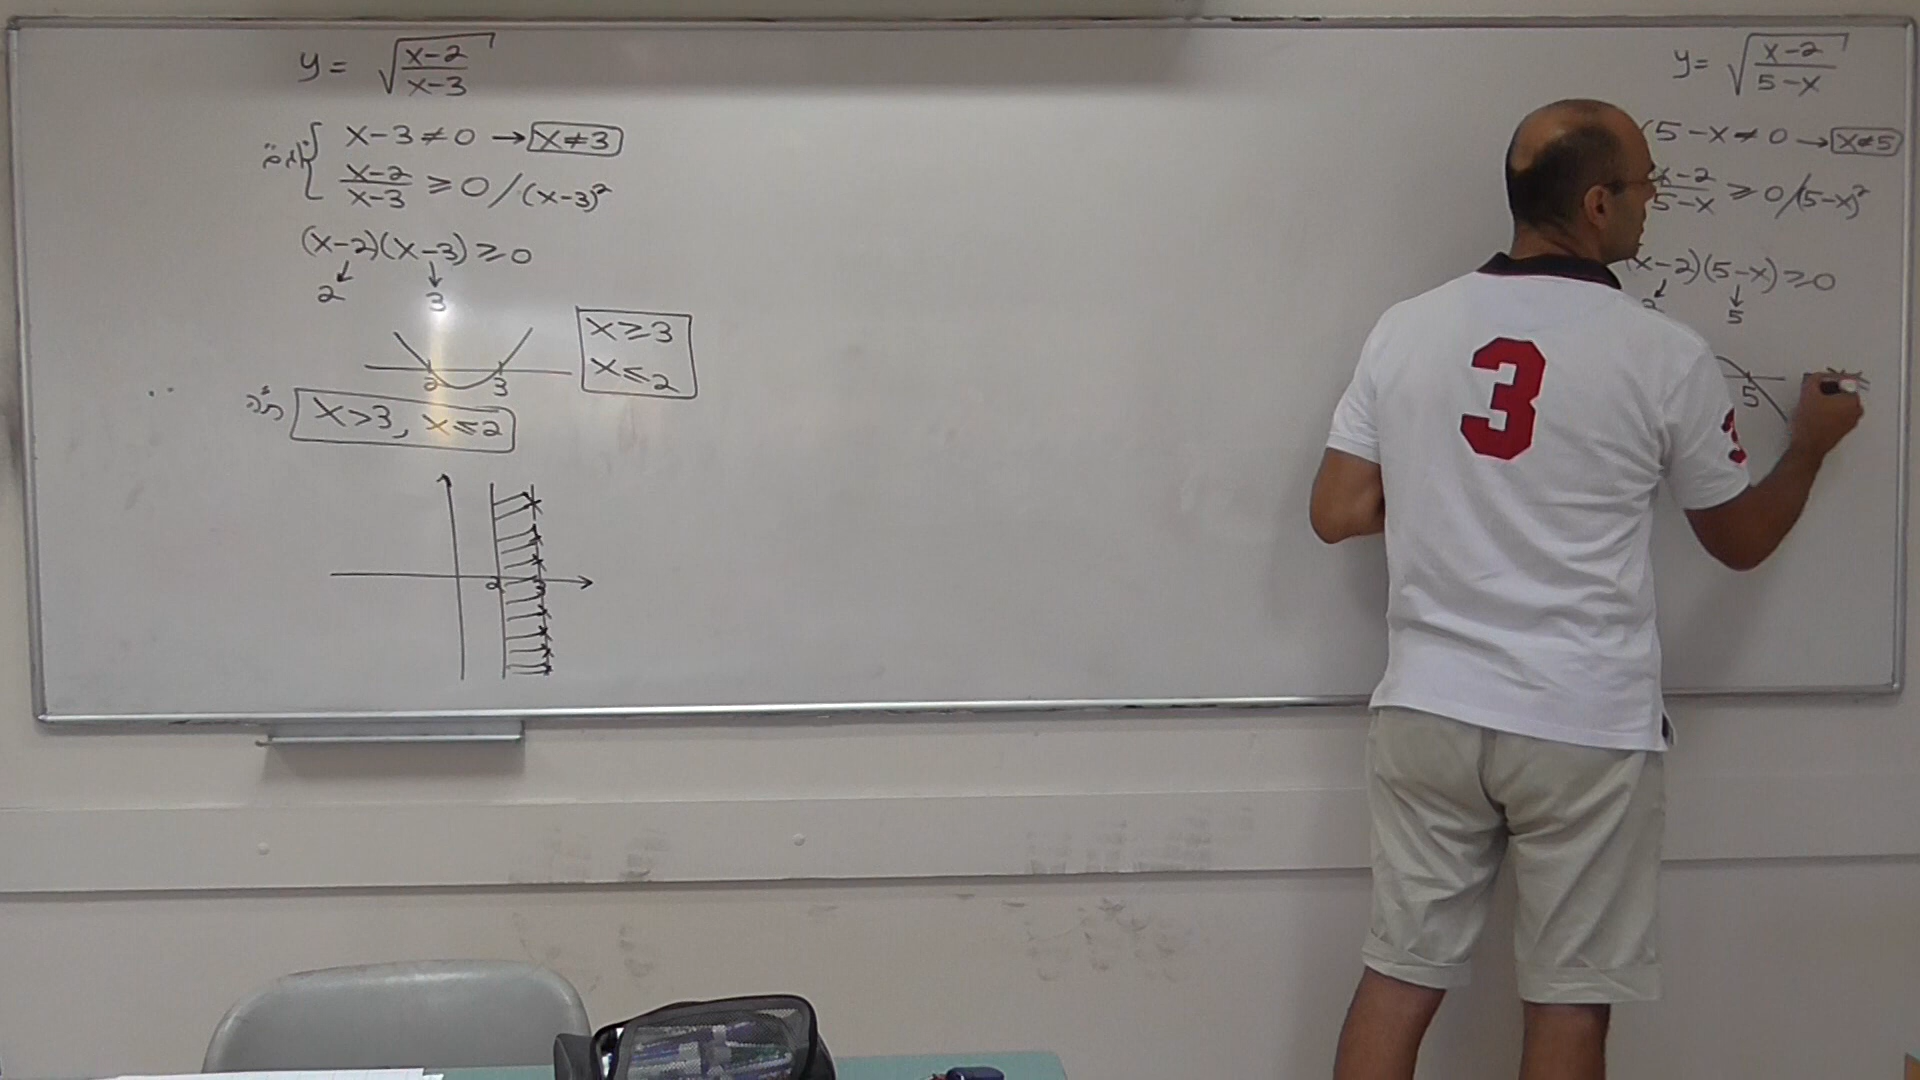 y = √(x-2)/(x-3)
x-3≠0 → x≠3
(x-2)/(x-3) ≥ 0 /(x-3)²
(x-2)(x-3) ≥ 0
2 3
2 3
x≥3
x≤2
x>3, x≤2
2
y = √(x-2)/(5-x)
5-x≠0 → x≠5
x-2/5-x ≥ 0 /(5-x)²
(x-2)(5-x) ≥ 0
5
5
3
3